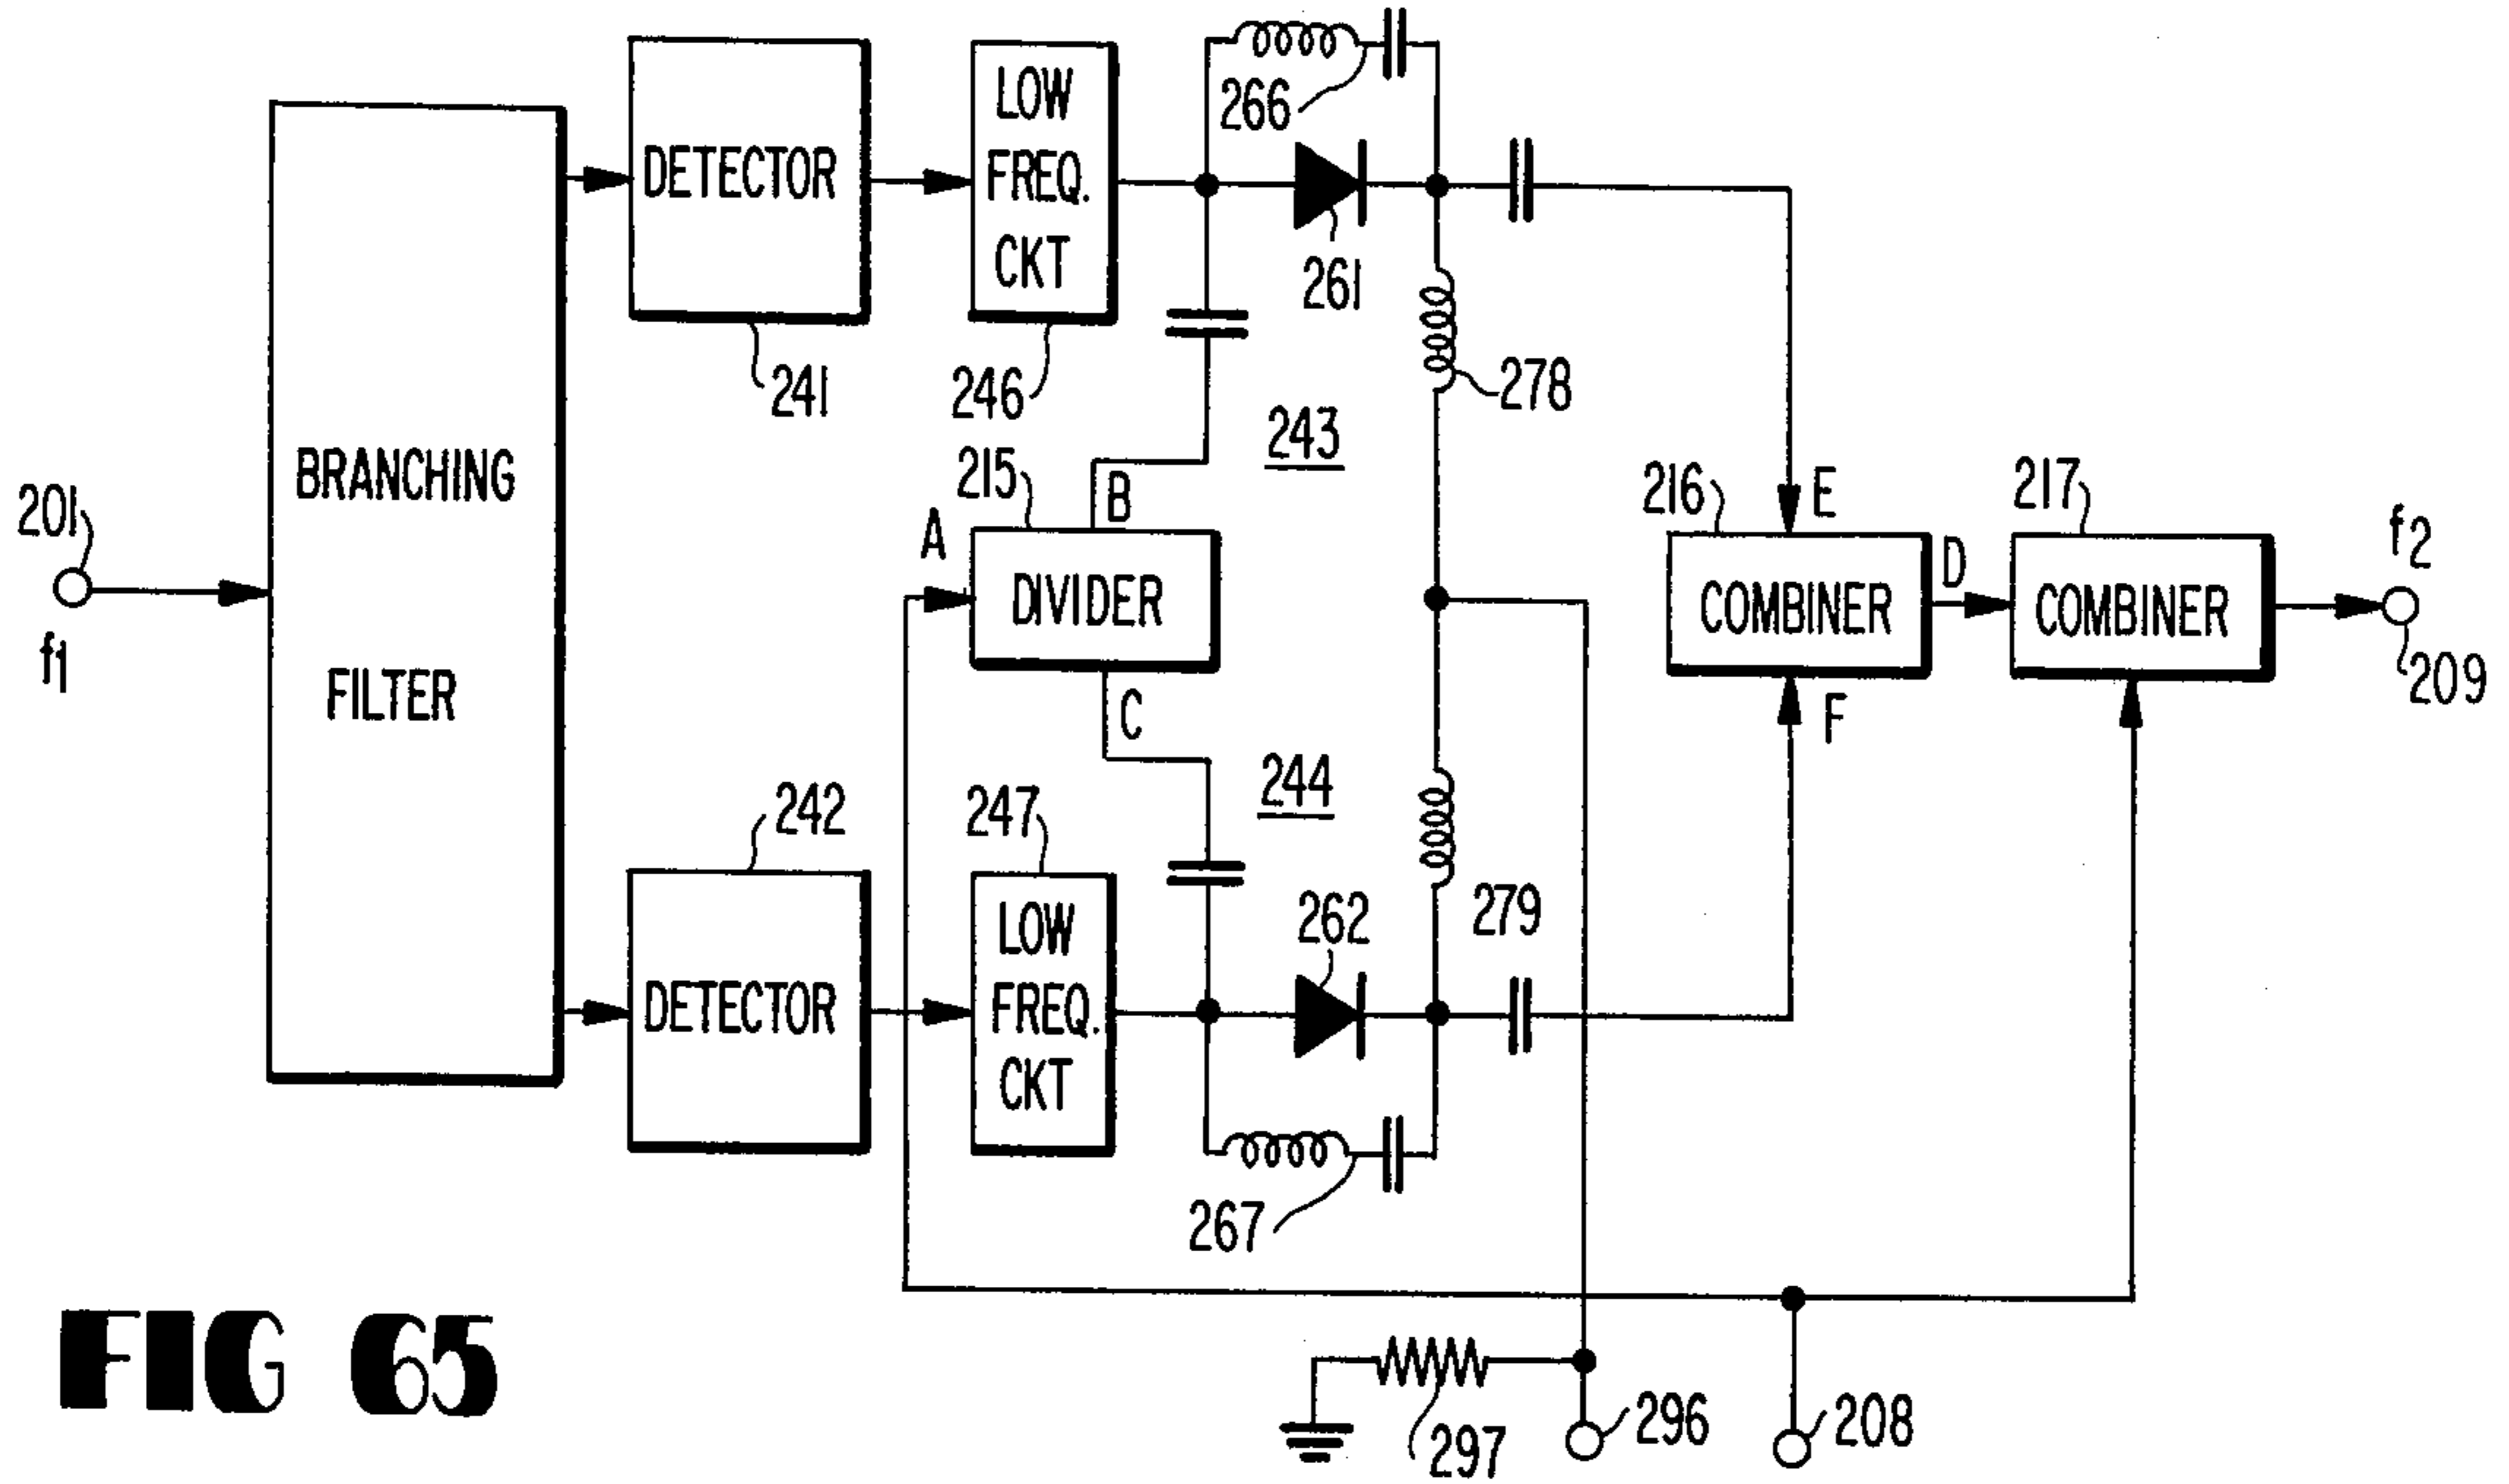 266
LOW
FREQ.
CKT
DETECTOR
261
241
246
278
243
BRANCHING
FILTER
201
f1
215
B
A
DIVIDER
C
216
E
217
f2
COMBINER
D
COMBINER
209
F
244
242
247
262
279
LOW
FREQ.
CKT
DETECTOR
267
FIG 65
297
296
208